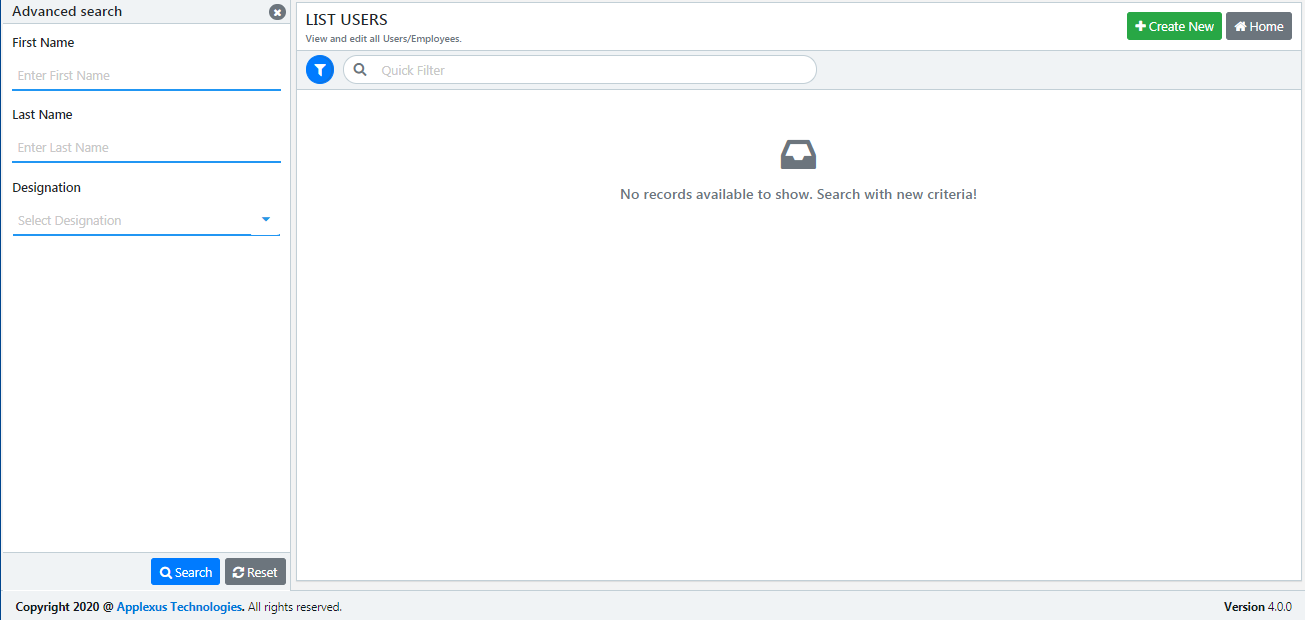 Advanced search
First Name
Enter First Name
Last Name
Enter Last Name
Designation
Select Designation
Search Reset
LIST USERS
View and edit all Users/Employees.
Create New Home
Quick Filter
No records available to show. Search with new criteria!
Copyright 2020 @ Applexus Technologies. All rights reserved.
Version 4.0.0